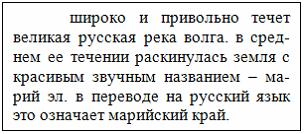 широко и привольно течет
великая русская река волга. в сред-
нем ее течении раскинулась земля с
красивым звучным названием – ма-
рий эл. в переводе на русский язык
это означает марийский край.